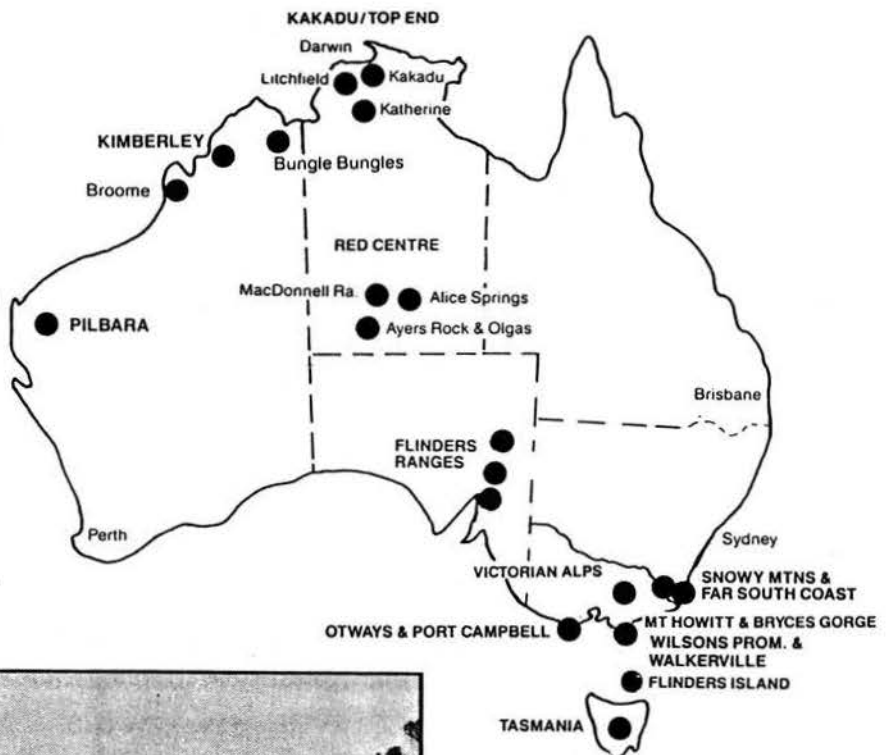 KAKADU/TOP END
Darwin
Litchfield
Kakadu
Katherine
KIMBERLEY
Bungle Bungles
Broome
RED CENTRE
MacDonnell Ra.
Alice Springs
PILBARA
Ayers Rock & Olgas
Brisbane
FLINDERS
RANGES
Perth
Sydney
VICTORIAN ALPS
SNOWY MTNS &
FAR SOUTH COAST
OTWAYS & PORT CAMPBELL
MT HOWITT & BRYCES GORGE
WILSONS PROM. &
WALKERVILLE
FLINDERS ISLAND
TASMANIA